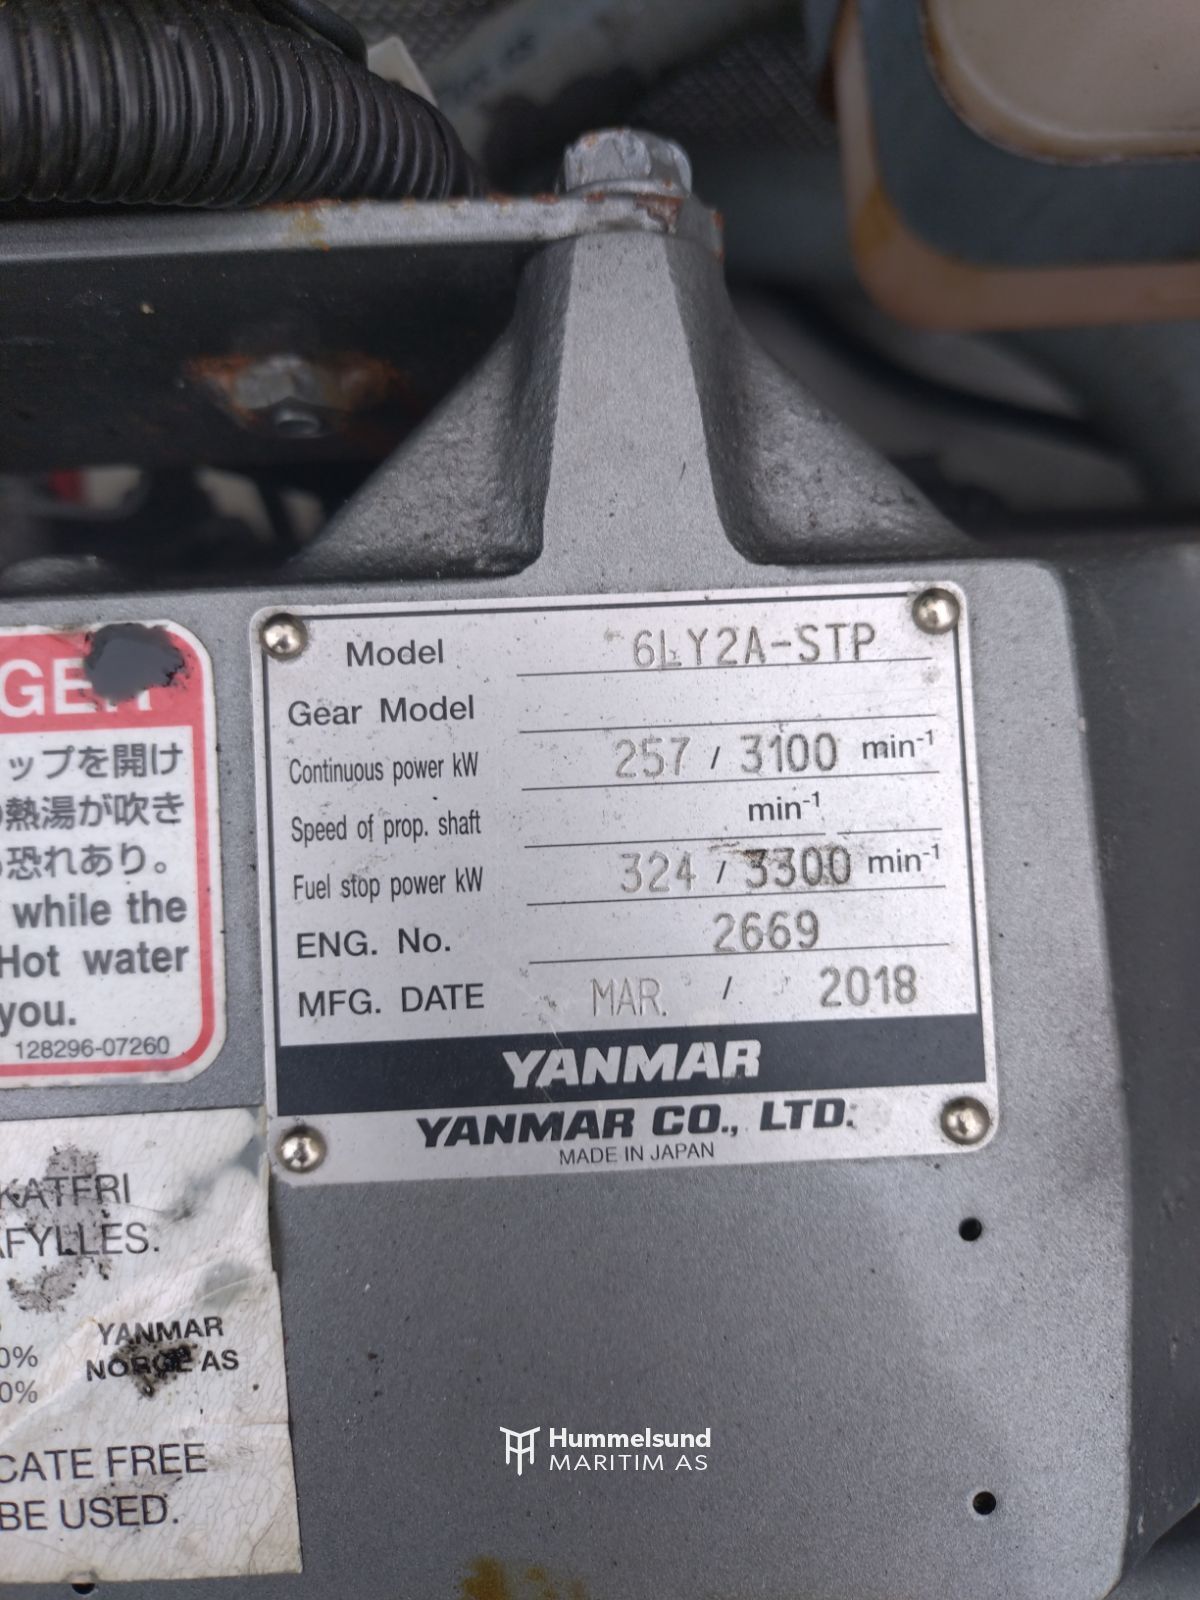 Model 6LY2A-STP
Gear Model
Continuous power kW 257 / 3100 min-1
Speed of prop. shaft min-1
Fuel stop power kW 324 / 3300 min-1
ENG. No. 2669
MFG. DATE MAR. / 2018
YANMAR
YANMAR CO., LTD.
MADE IN JAPAN
ップを開け
熱湯が吹き
恐れあり。
while the
Hot water
you.
128296-07260
YANMAR
NORGE AS
0%
0%
CATE FREE
BE USED.
Hummelsund
MARITIM AS